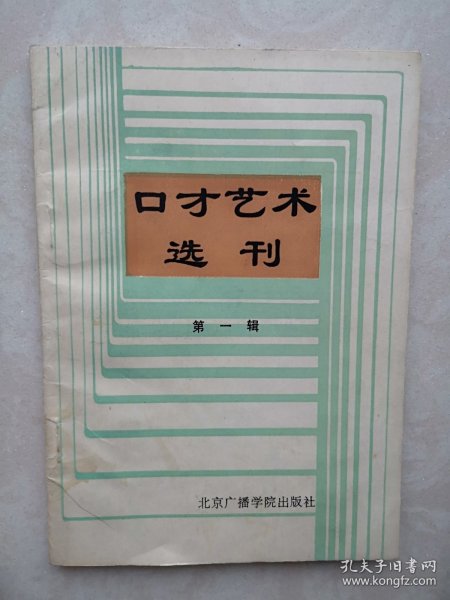 口才艺术
选刊
第一辑
北京广播学院出版社
孔夫子旧书网
www.kongfz.com